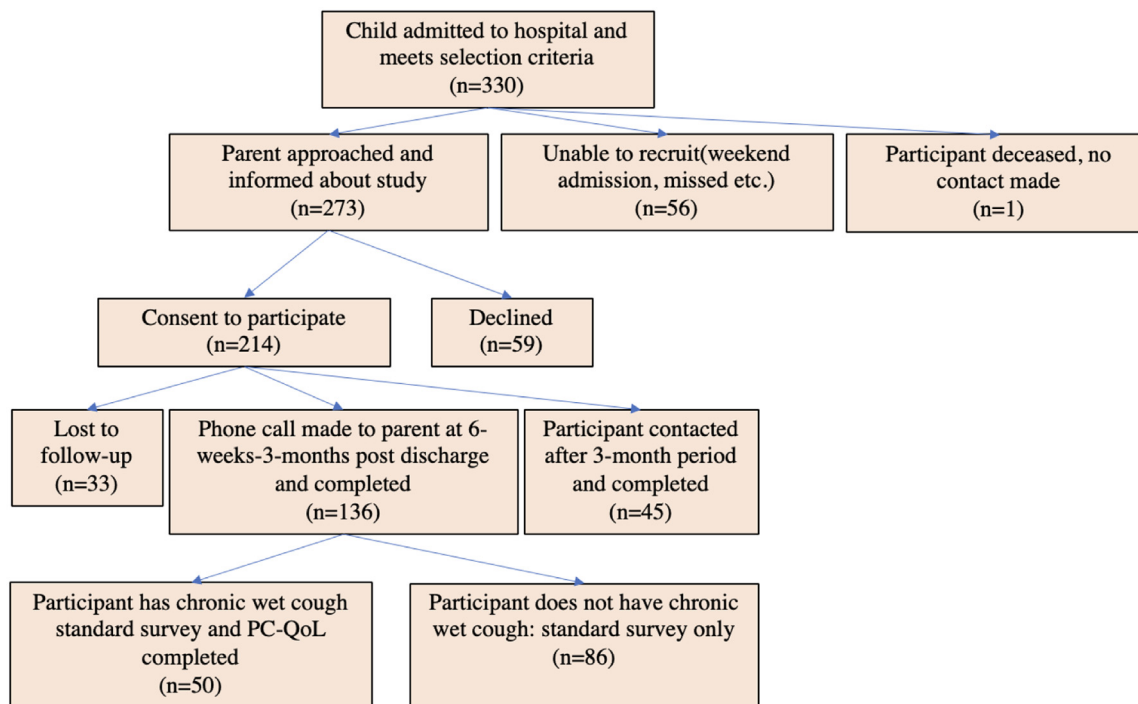 Child admitted to hospital and
meets selection criteria
(n=330)
Parent approached and
informed about study
(n=273)
Unable to recruit(weekend
admission, missed etc.)
(n=56)
Participant deceased, no
contact made
(n=1)
Consent to participate
(n=214)
Declined
(n=59)
Lost to
follow-up
(n=33)
Phone call made to parent at 6-
weeks-3-months post discharge
and completed
(n=136)
Participant contacted
after 3-month period
and completed
(n=45)
Participant has chronic wet cough
standard survey and PC-QoL
completed
(n=50)
Participant does not have chronic
wet cough: standard survey only
(n=86)